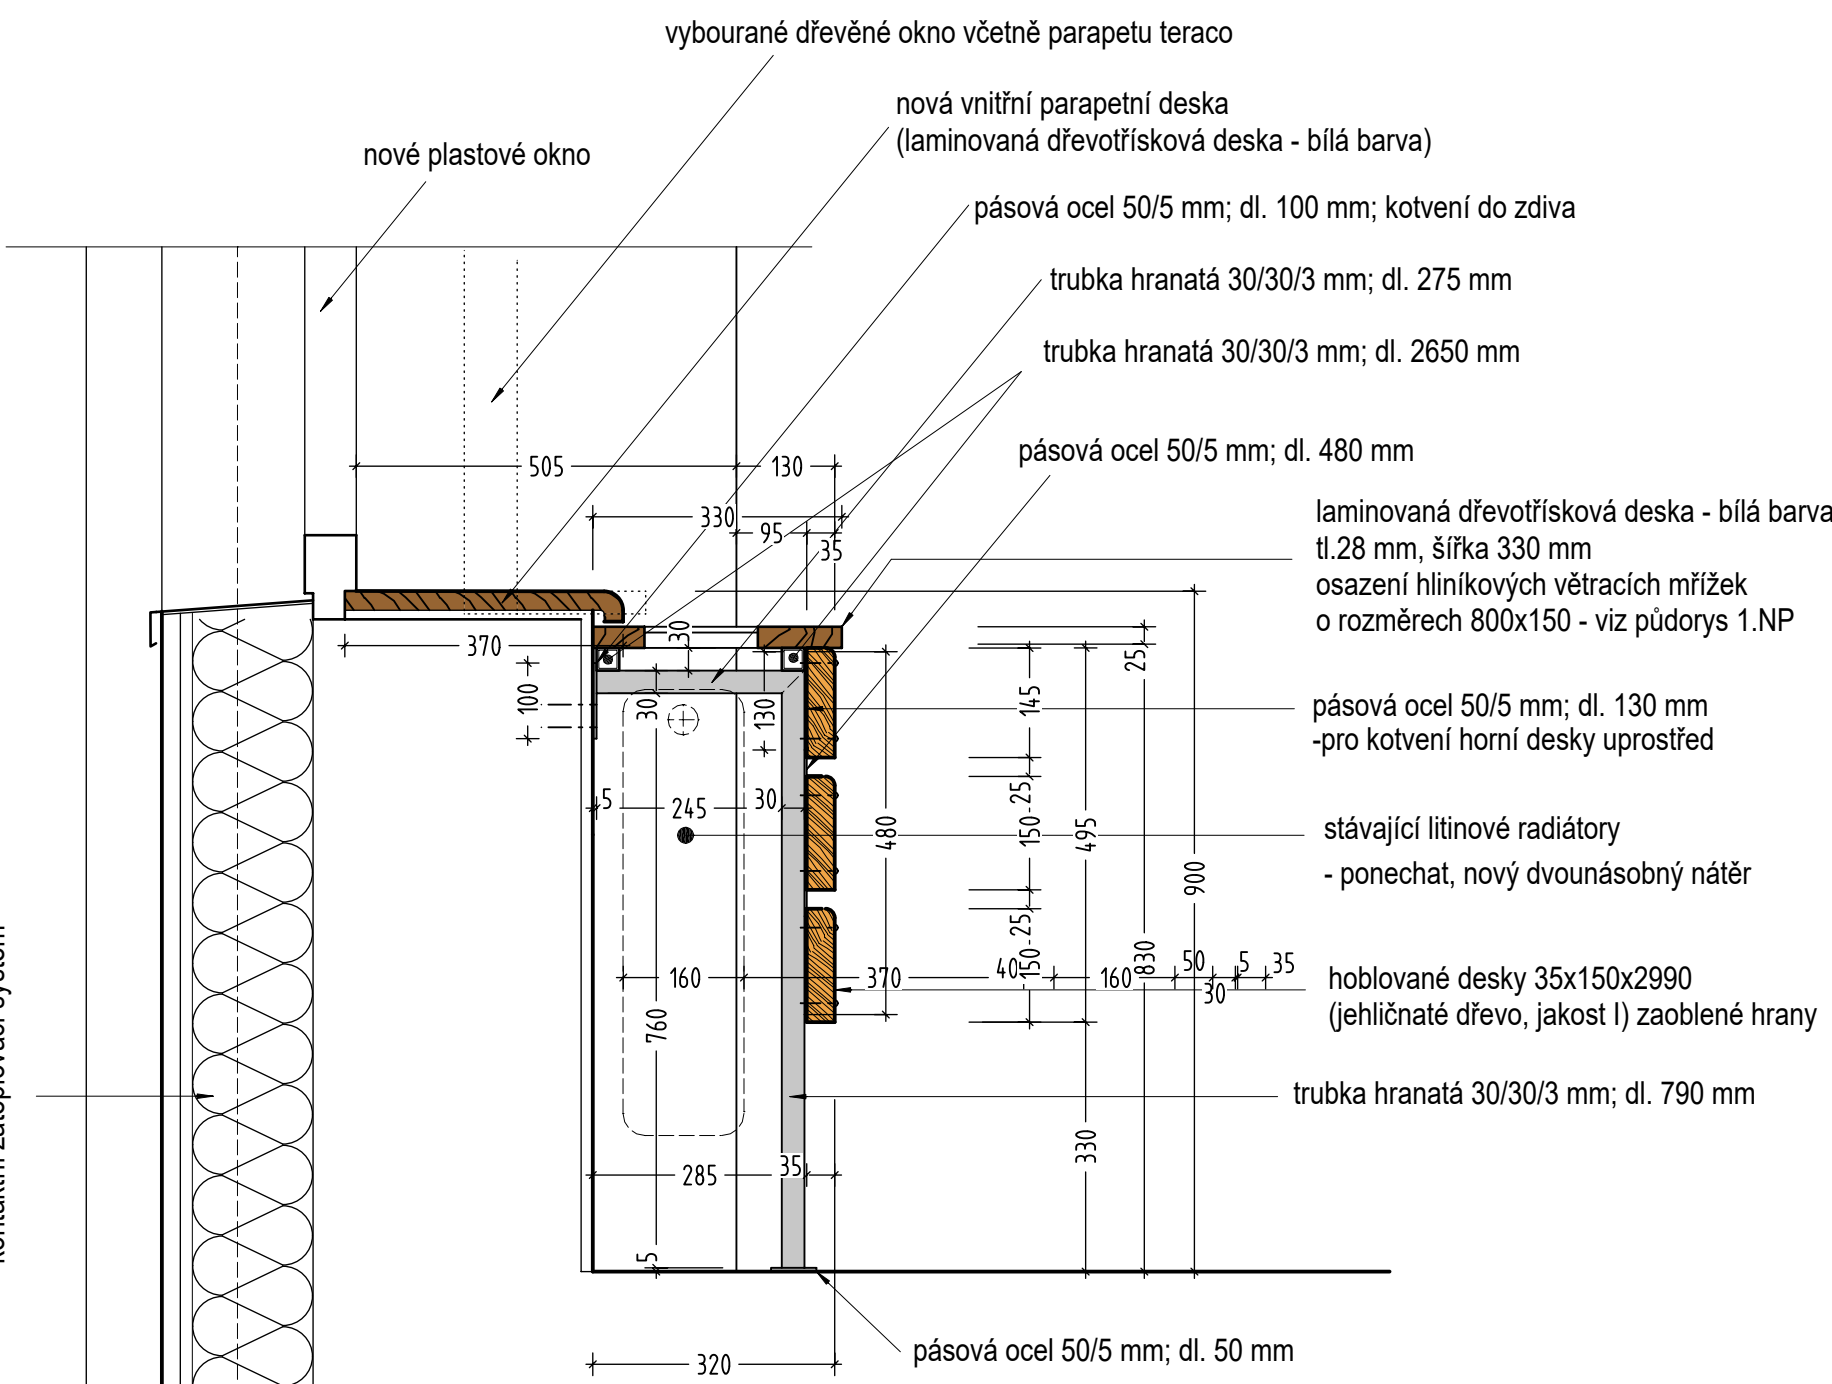 vybourané dřevěné okno včetně parapetu teraco
nová vnitřní parapetní deska
(laminovaná dřevotřísková deska - bílá barva)
nové plastové okno
pásová ocel 50/5 mm; dl. 100 mm; kotvení do zdiva
trubka hranatá 30/30/3 mm; dl. 275 mm
trubka hranatá 30/30/3 mm; dl. 2650 mm
pásová ocel 50/5 mm; dl. 480 mm
505
130
330
95
35
laminovaná dřevotřísková deska - bílá barva
tl.28 mm, šířka 330 mm
osazení hliníkových větracích mřížek
o rozměrech 800x150 - viz půdorys 1.NP
370
30
100
30
130
25
145
pásová ocel 50/5 mm; dl. 130 mm
-pro kotvení horní desky uprostřed
5
245
30
480
25
150
495
900
stávající litinové radiátory
- ponechat, nový dvounásobný nátěr
25
150
830
160
370
40
160
50
30
5
35
760
hoblované desky 35x150x2990
(jehličnaté dřevo, jakost I) zaoblené hrany
trubka hranatá 30/30/3 mm; dl. 790 mm
330
285
35
5
320
pásová ocel 50/5 mm; dl. 50 mm
kontaktní zateplovací systém